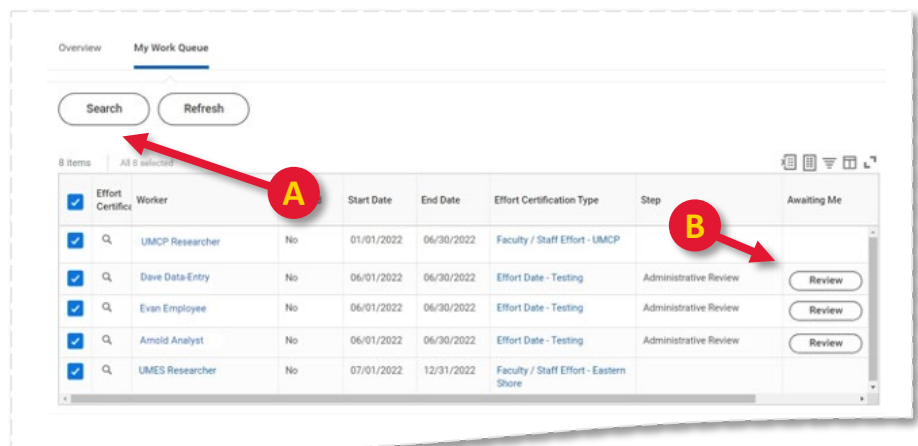 Overview My Work Queue
Search Refresh
8 items All 8 selected
Effort Certifica Worker Start Date End Date Effort Certification Type Step Awaiting Me
A
B
UMCP Researcher No 01/01/2022 06/30/2022 Faculty / Staff Effort - UMCP
Dave Data-Entry No 06/01/2022 06/30/2022 Effort Date - Testing Administrative Review Review
Evan Employee No 06/01/2022 06/30/2022 Effort Date - Testing Administrative Review Review
Arnold Analyst No 06/01/2022 06/30/2022 Effort Date - Testing Administrative Review Review
UMES Researcher No 07/01/2022 12/31/2022 Faculty / Staff Effort - Eastern
Shore